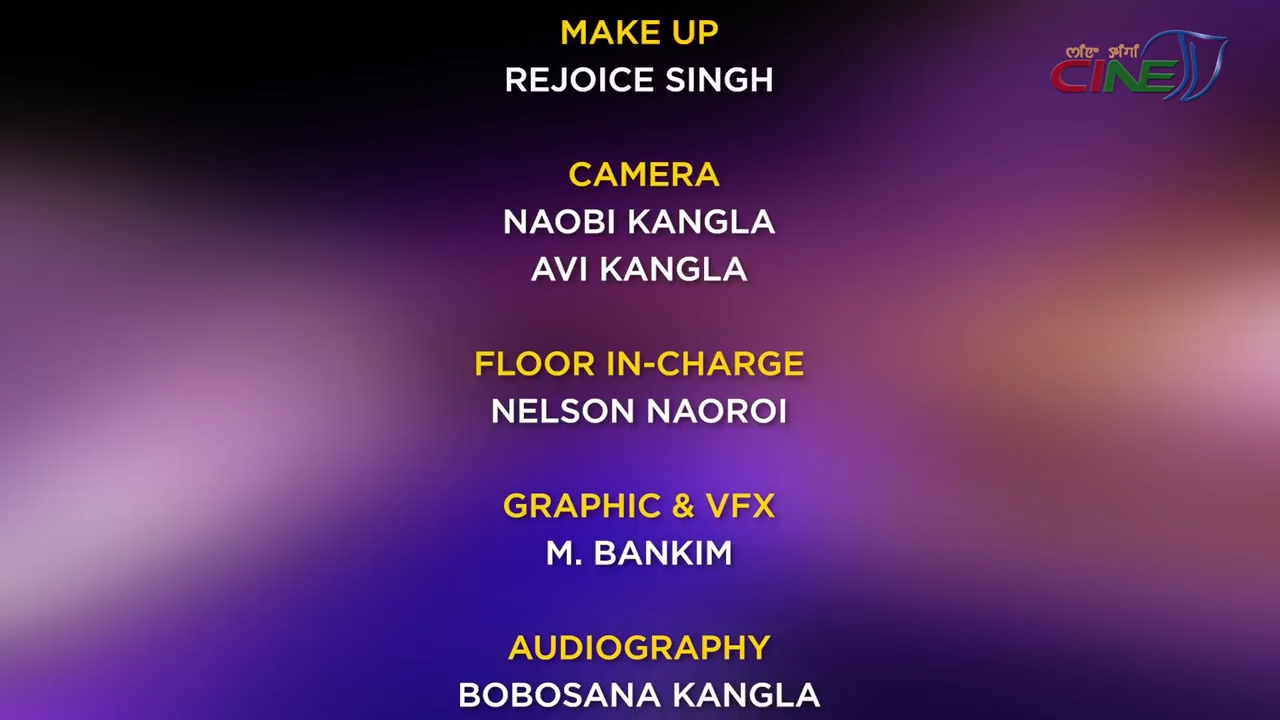 MAKE UP
REJOICE SINGH
CINE
CAMERA
NAOBI KANGLA
AVI KANGLA
FLOOR IN-CHARGE
NELSON NAOROI
GRAPHIC & VFX
M. BANKIM
AUDIOGRAPHY
BOBOSANA KANGLA